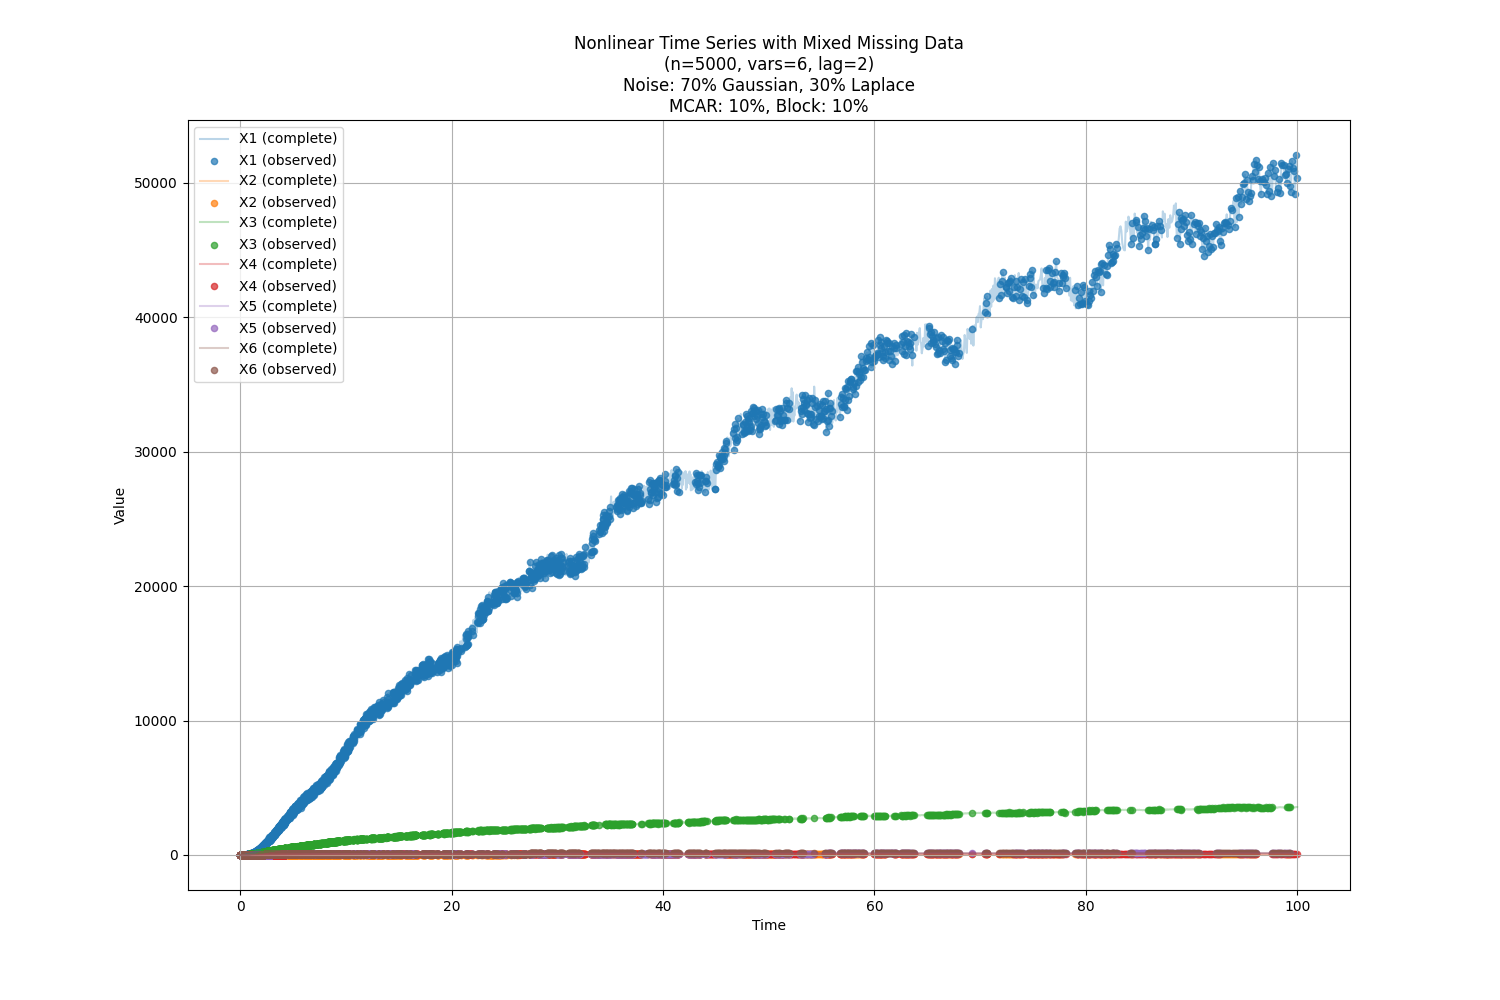 Nonlinear Time Series with Mixed Missing Data
(n=5000, vars=6, lag=2)
Noise: 70% Gaussian, 30% Laplace
MCAR: 10%, Block: 10%
X1 (complete)
X1 (observed)
X2 (complete)
X2 (observed)
X3 (complete)
X3 (observed)
X4 (complete)
X4 (observed)
X5 (complete)
X5 (observed)
X6 (complete)
X6 (observed)
50000
40000
30000
20000
10000
0
Value
0 20 40 60 80 100
Time